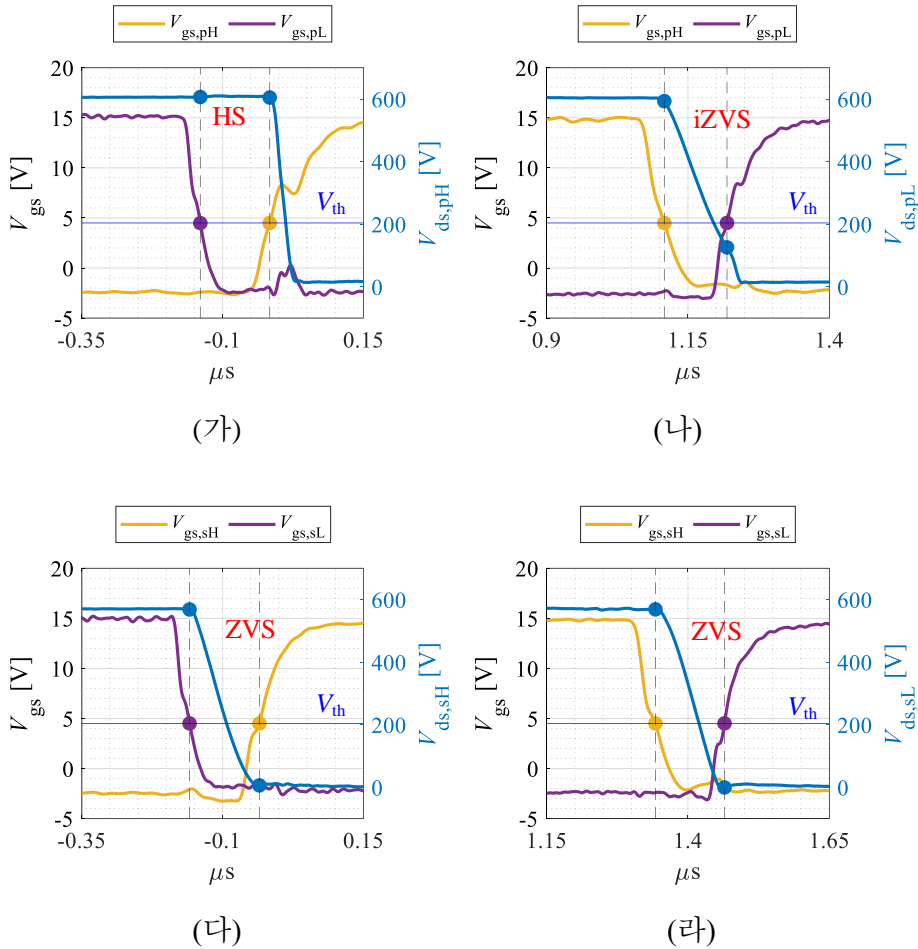 V_gs,pH V_gs,pL
20
15
10
5
0
-5
V_gs [V]
600
400
200
0
V_ds,pH [V]
HS
V_th
-0.35 -0.1 0.15
μs
(가)
V_gs,pH V_gs,pL
20
15
10
5
0
-5
V_gs [V]
600
400
200
0
V_ds,pL [V]
iZVS
V_th
0.9 1.15 1.4
μs
(나)
V_gs,sH V_gs,sL
20
15
10
5
0
-5
V_gs [V]
600
400
200
0
V_ds,sH [V]
ZVS
V_th
-0.35 -0.1 0.15
μs
(다)
V_gs,sH V_gs,sL
20
15
10
5
0
-5
V_gs [V]
600
400
200
0
V_ds,sL [V]
ZVS
V_th
1.15 1.4 1.65
μs
(라)